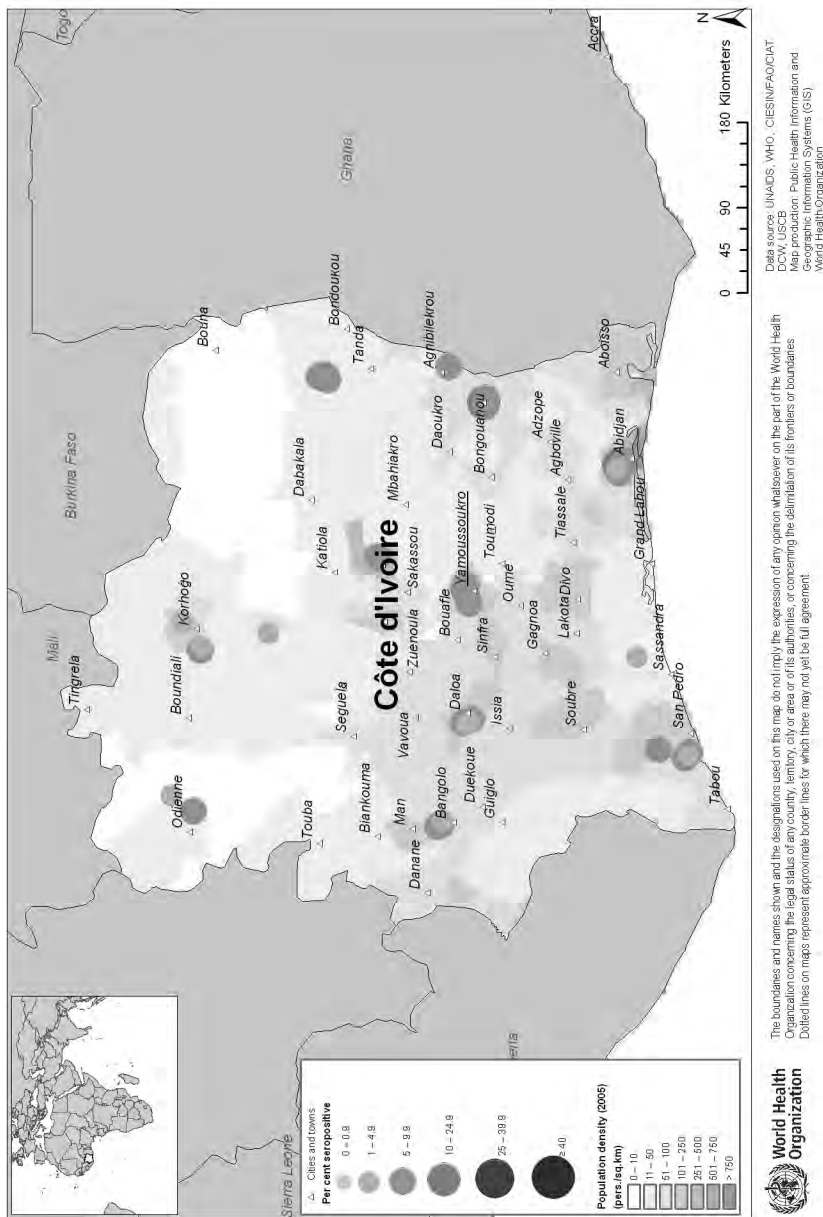 Togo
Burkina Faso
Mali
Ghana
Tingrela
Bouna
Korhogo
Boundiali
Odienne
Bondoukou
Tanda
Dabakala
Katiola
Seguela
Touba
Côte d'Ivoire
Agnibilekrou
Daoukro
Mbahiakro
Sakassou
Zuenoula
Vavoua
Biankouma
Man
Danane
Bongouanou
Yamoussoukro
Bouafle
Sinfra
Daloa
Issia
Duekoue
Bangolo
Guiglo
Toumodi
Oume
Gagnoa
Adzope
Agboville
Tiassale
Divo
Lakota
Soubre
Aboisso
Abidjan
Grand Lahou
Sassandra
San Pedro
Tabou
Accra
Sierra Leone
N
0 45 90 180 Kilometers
Cities and towns
Per cent seropositive
0 – 0.9
1 – 4.9
5 – 9.9
10 – 24.9
25 – 39.9
≥ 40
Population density (2005)
(pers./sq.km)
0 – 10
11 – 50
51 – 100
101 – 250
251 – 500
501 – 750
> 750
World Health
Organization
The boundaries and names shown and the designations used on this map do not imply the expression of any opinion whatsoever on the part of the World Health
Organization concerning the legal status of any country, territory, city or area or of its authorities, or concerning the delimitation of its frontiers or boundaries.
Dotted lines on maps represent approximate border lines for which there may not yet be full agreement.
Data source: UNAIDS, WHO, CIESIN/FAO/CIAT
DCW, USCB
Map production: Public Health Information and
Geographic Information Systems (GIS)
World Health Organization